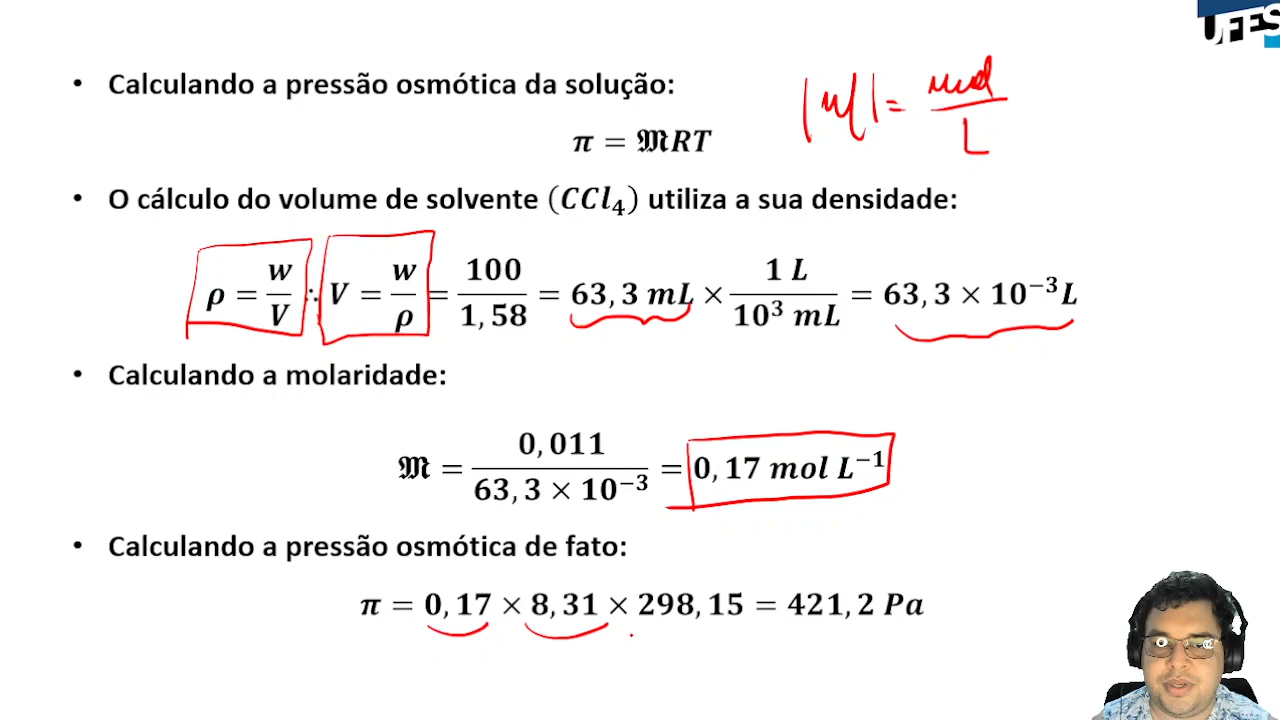 UFES
• Calculando a pressão osmótica da solução:
|𝔐| = mol / L
π = 𝔐RT
• O cálculo do volume de solvente (CCl₄) utiliza a sua densidade:
ρ = w/V ∴ V = w/ρ = 100/1,58 = 63,3 mL × 1 L/10³ mL = 63,3 × 10⁻³ L
• Calculando a molaridade:
𝔐 = 0,011/63,3 × 10⁻³ = 0,17 mol L⁻¹
• Calculando a pressão osmótica de fato:
π = 0,17 × 8,31 × 298,15 = 421,2 Pa